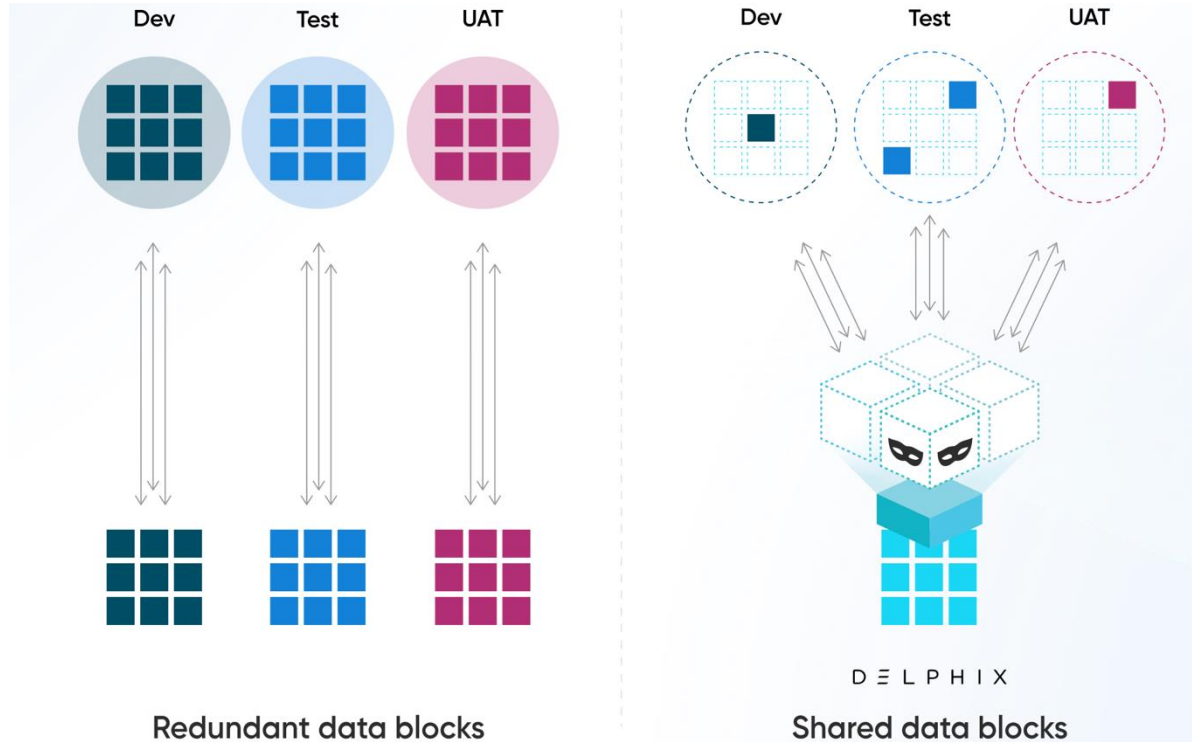 Dev
Test
UAT
Dev
Test
UAT
DELPHIX
Redundant data blocks
Shared data blocks